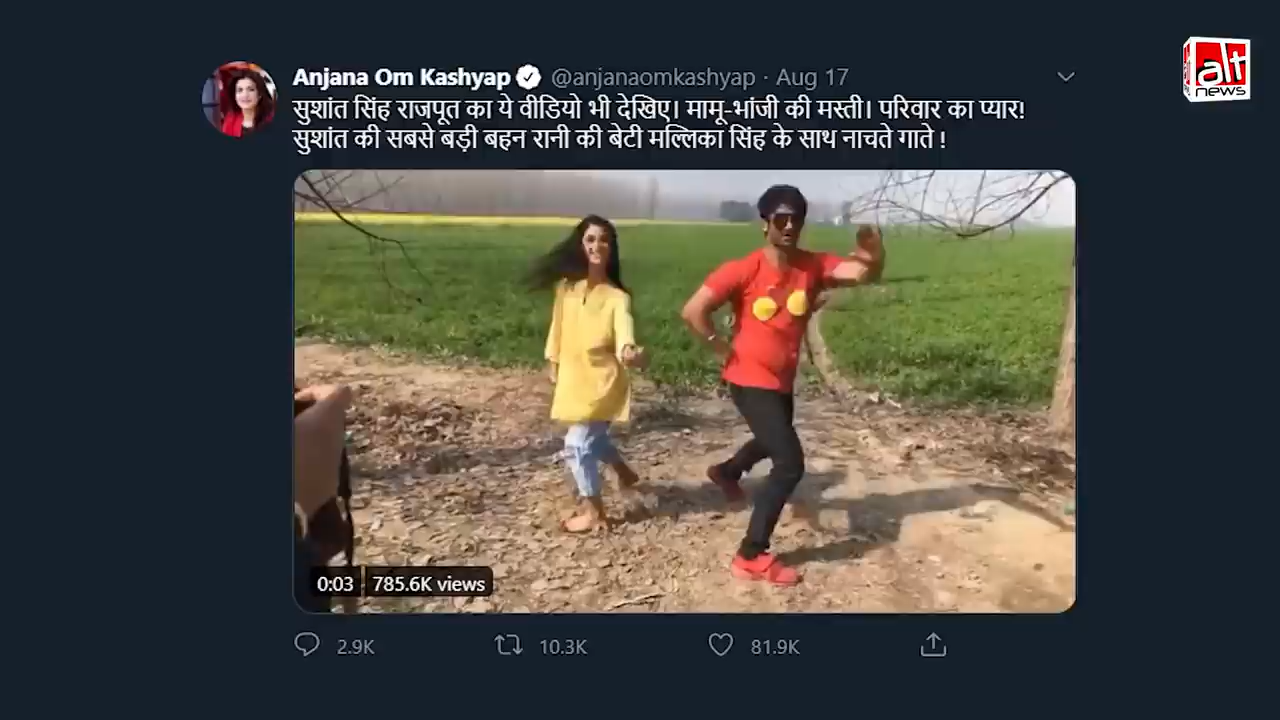 alt
news
Anjana Om Kashyap @anjanaomkashyap · Aug 17
सुशांत सिंह राजपूत का ये वीडियो भी देखिए। मामू-भांजी की मस्ती। परिवार का प्यार!
सुशांत की सबसे बड़ी बहन रानी की बेटी मल्लिका सिंह के साथ नाचते गाते !
0:03 785.6K views
2.9K 10.3K 81.9K